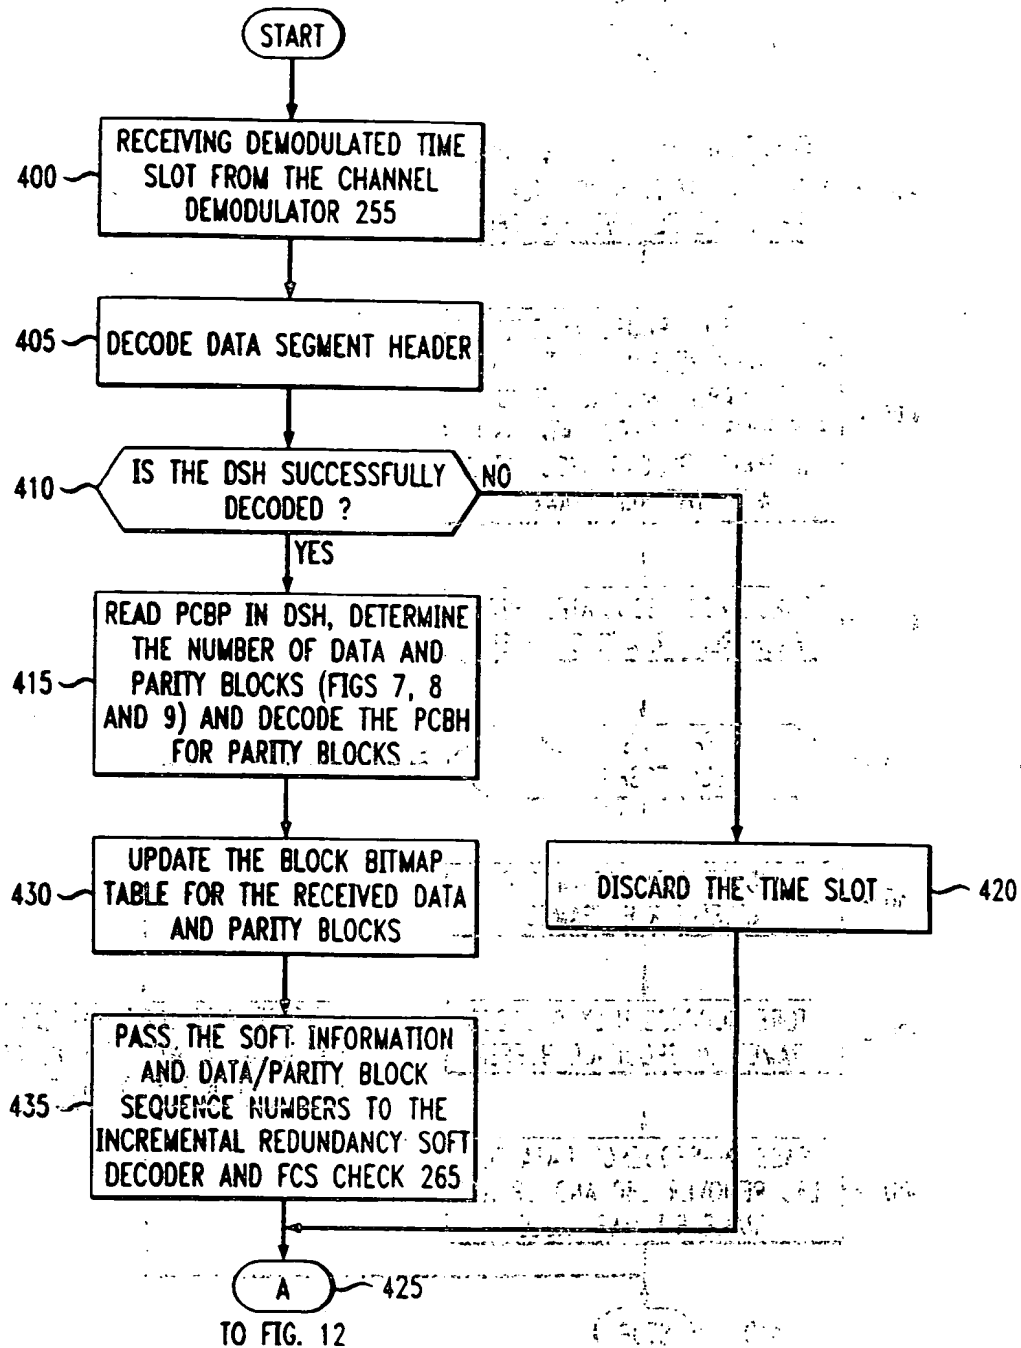 START
RECEIVING DEMODULATED TIME
SLOT FROM THE CHANNEL
DEMODULATOR 255
400
DECODE DATA SEGMENT HEADER
405
IS THE DSH SUCCESSFULLY
DECODED ?
410
NO
YES
READ PCBP IN DSH, DETERMINE
THE NUMBER OF DATA AND
PARITY BLOCKS (FIGS 7, 8
AND 9) AND DECODE THE PCBH
FOR PARITY BLOCKS
415
UPDATE THE BLOCK BITMAP
TABLE FOR THE RECEIVED DATA
AND PARITY BLOCKS
430
DISCARD THE TIME SLOT
420
PASS THE SOFT INFORMATION
AND DATA/PARITY BLOCK
SEQUENCE NUMBERS TO THE
INCREMENTAL REDUNDANCY SOFT
DECODER AND FCS CHECK 265
435
A
425
TO FIG. 12